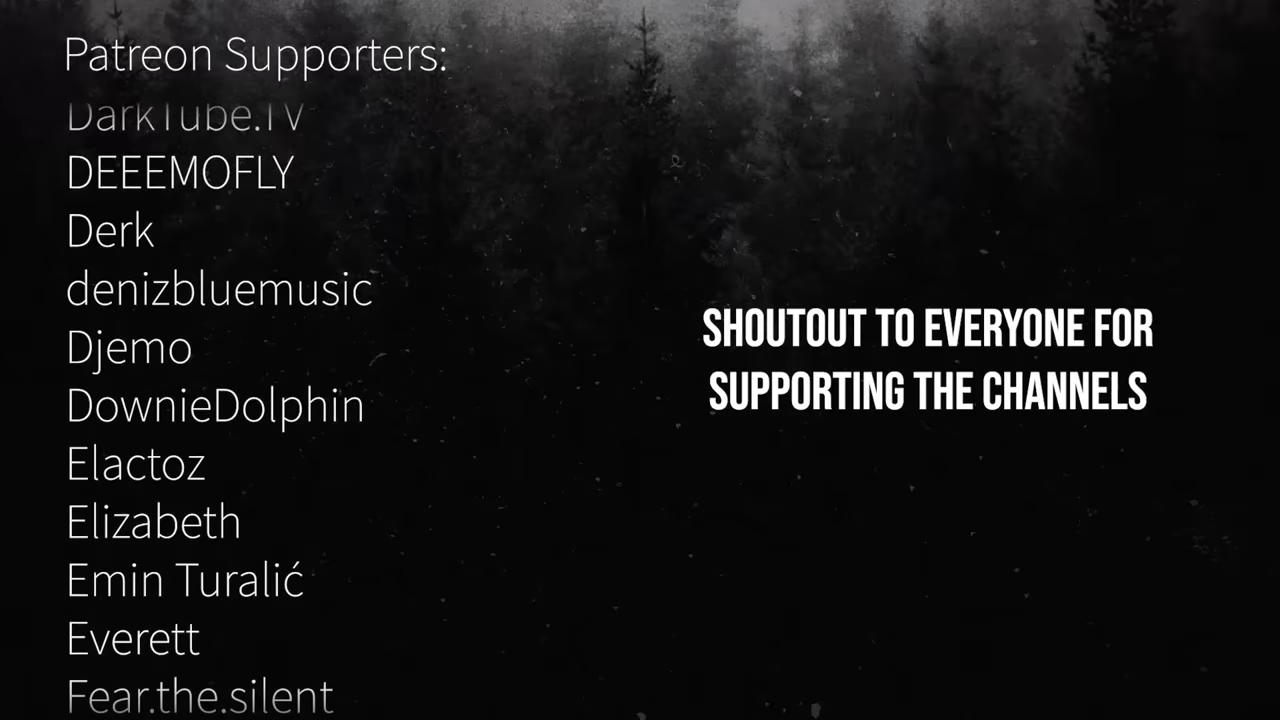 Patreon Supporters:
DarkTube.TV
DEEEMOFLY
Derk
denizbluemusic
Djemo
DownieDolphin
Elactoz
Elizabeth
Emin Turalić
Everett
Fear.the.silent
SHOUTOUT TO EVERYONE FOR
SUPPORTING THE CHANNELS